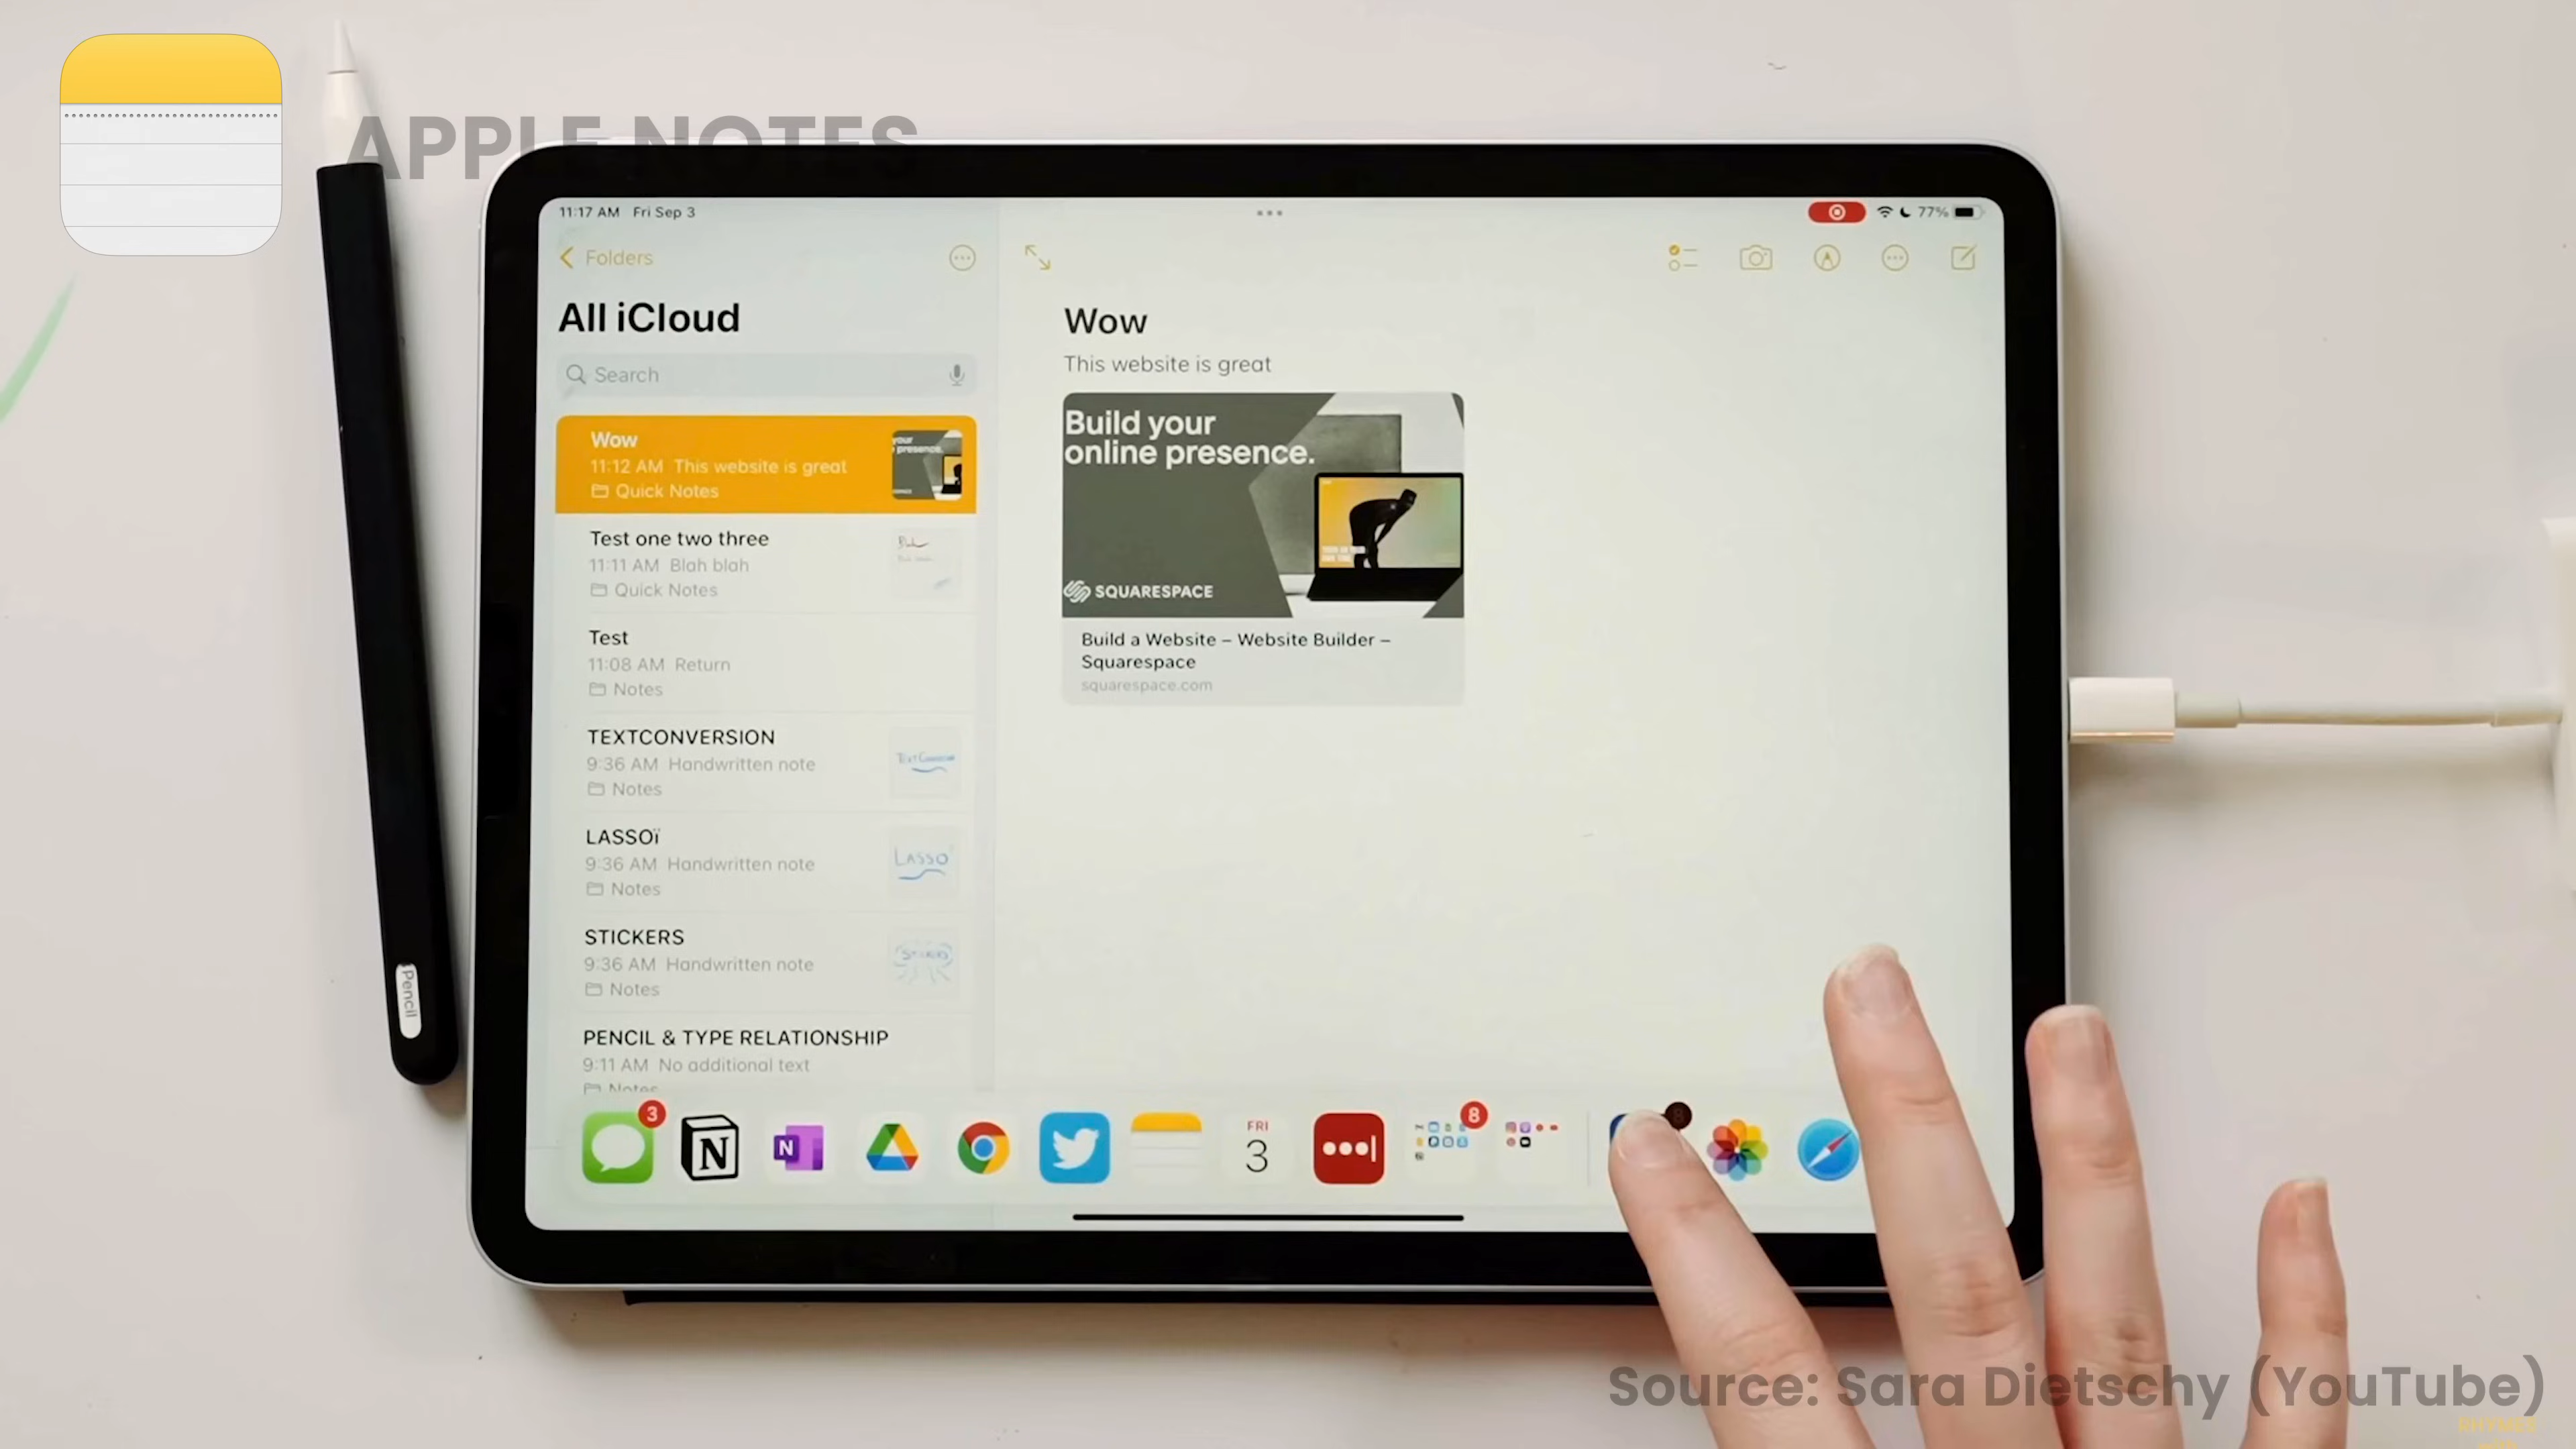 APPLE NOTES
11:17 AM Fri Sep 3
77%
Folders
All iCloud
Search
Wow
11:12 AM This website is great
Quick Notes
Test one two three
11:11 AM Blah blah
Quick Notes
Test
11:08 AM Return
Notes
TEXTCONVERSION
9:36 AM Handwritten note
Notes
LASSOï
9:36 AM Handwritten note
Notes
LASSO
STICKERS
9:36 AM Handwritten note
Notes
PENCIL & TYPE RELATIONSHIP
9:11 AM No additional text
Notes
Wow
This website is great
Build your
online presence.
SQUARESPACE
Build a Website – Website Builder –
Squarespace
squarespace.com
Pencil
3
N
N
FRI
3
8
8
Source: Sara Dietschy (YouTube)